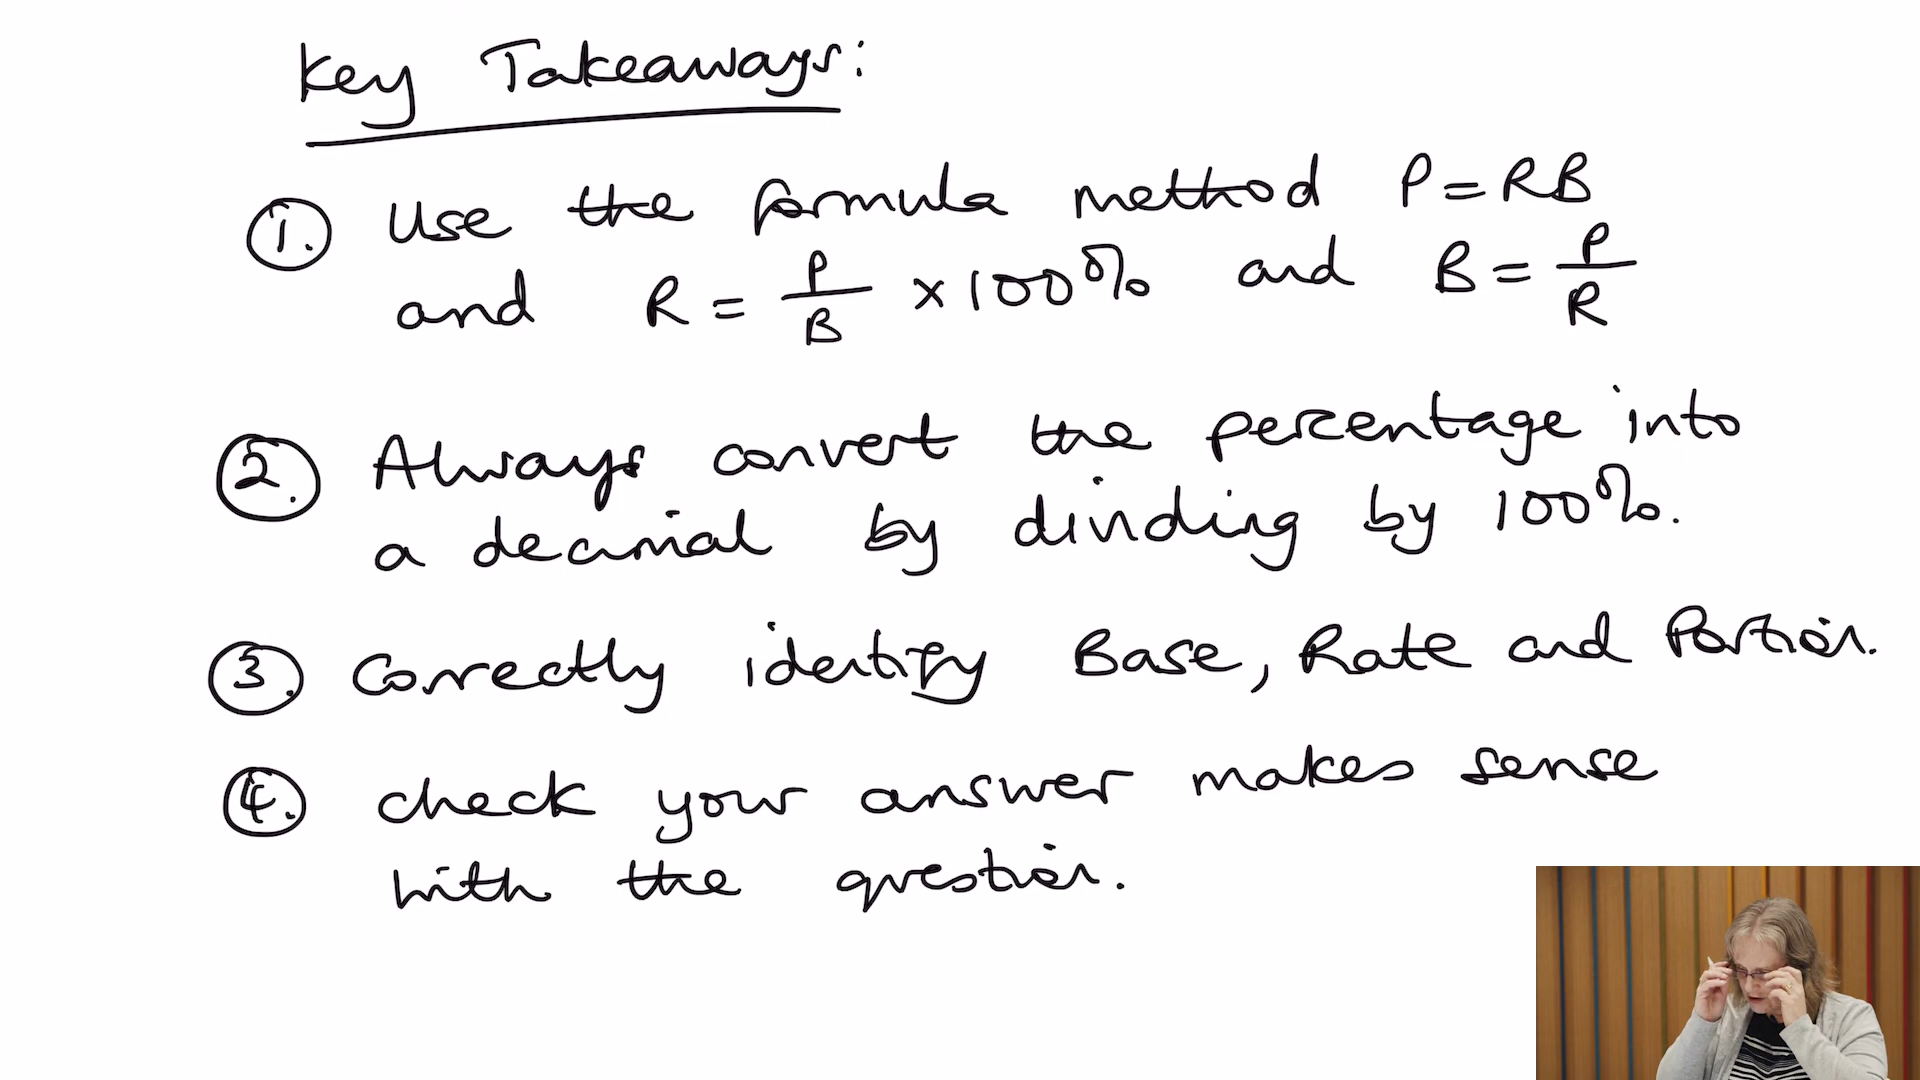 Key Takeaways:
1. Use the formula method P = RB
and R = P/B × 100% and B = P/R
2. Always convert the percentage into
a decimal by dividing by 100%.
3. Correctly identify Base, Rate and Portion.
4. check your answer makes sense
with the question.